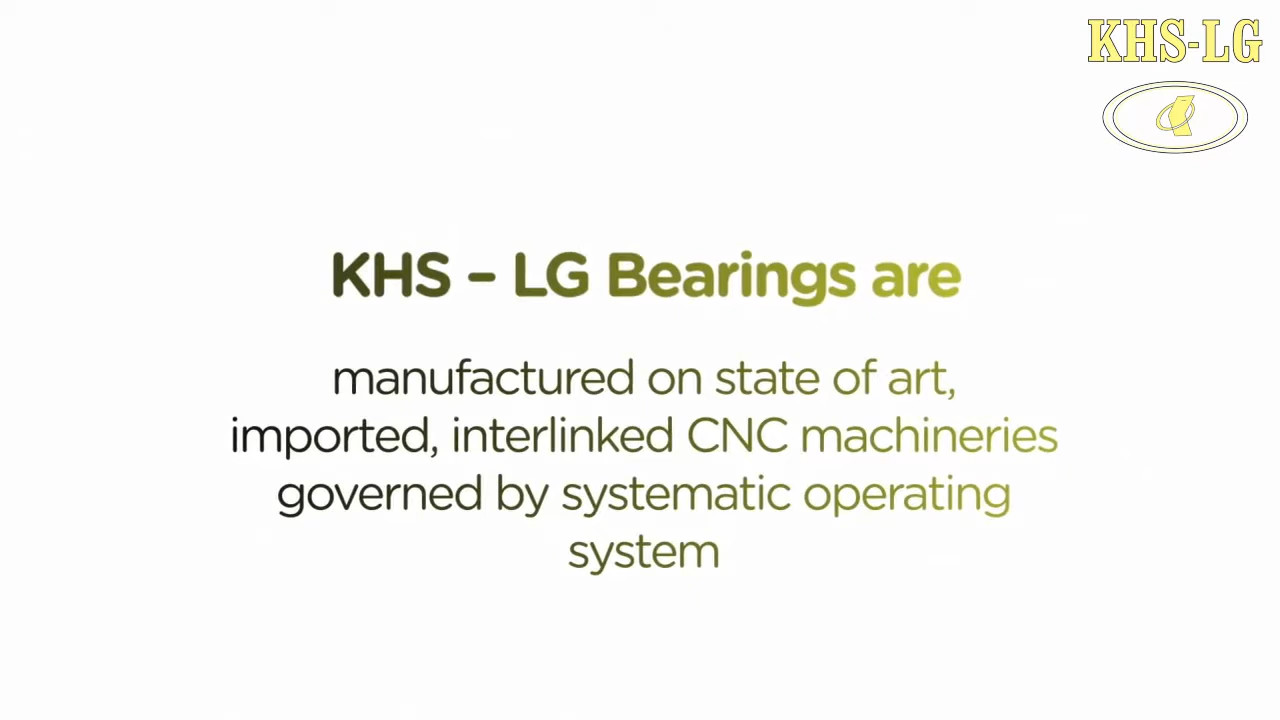 KHS-LG
KHS – LG Bearings are
manufactured on state of art,
imported, interlinked CNC machineries
governed by systematic operating
system